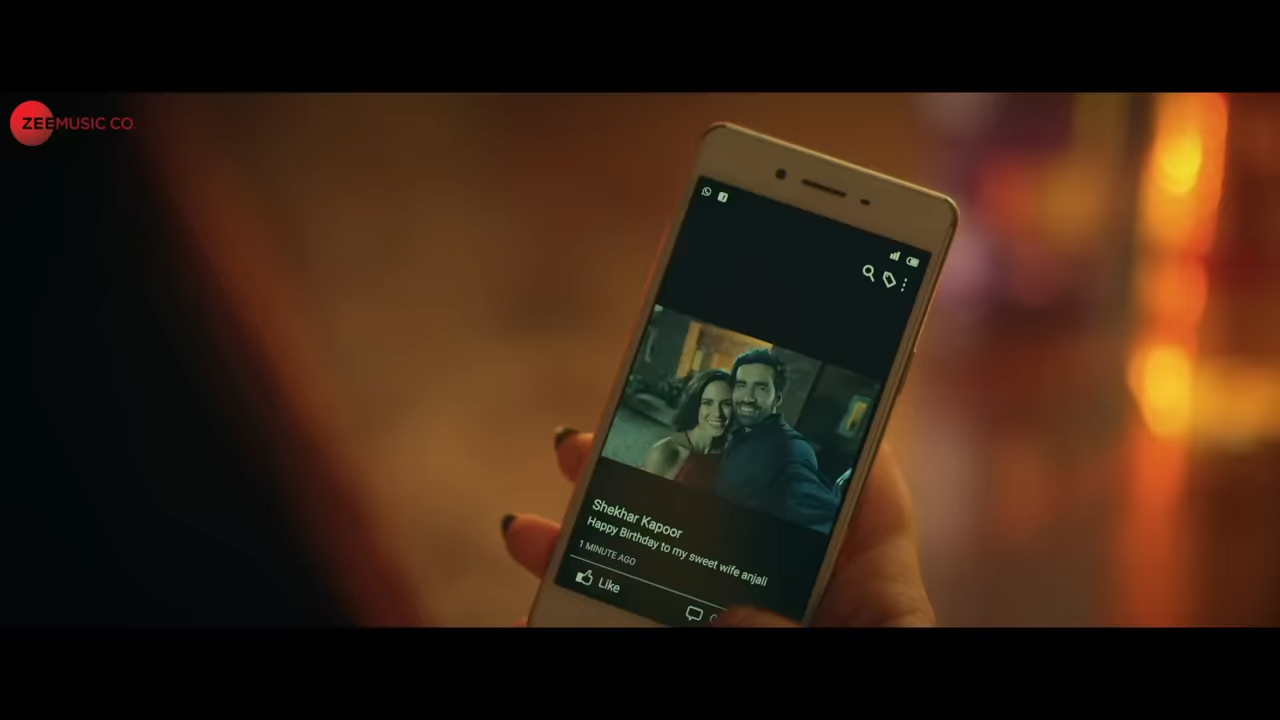 ZEEMUSIC CO.
Shekhar Kapoor
Happy Birthday to my sweet wife anjali
1 MINUTE AGO
Like